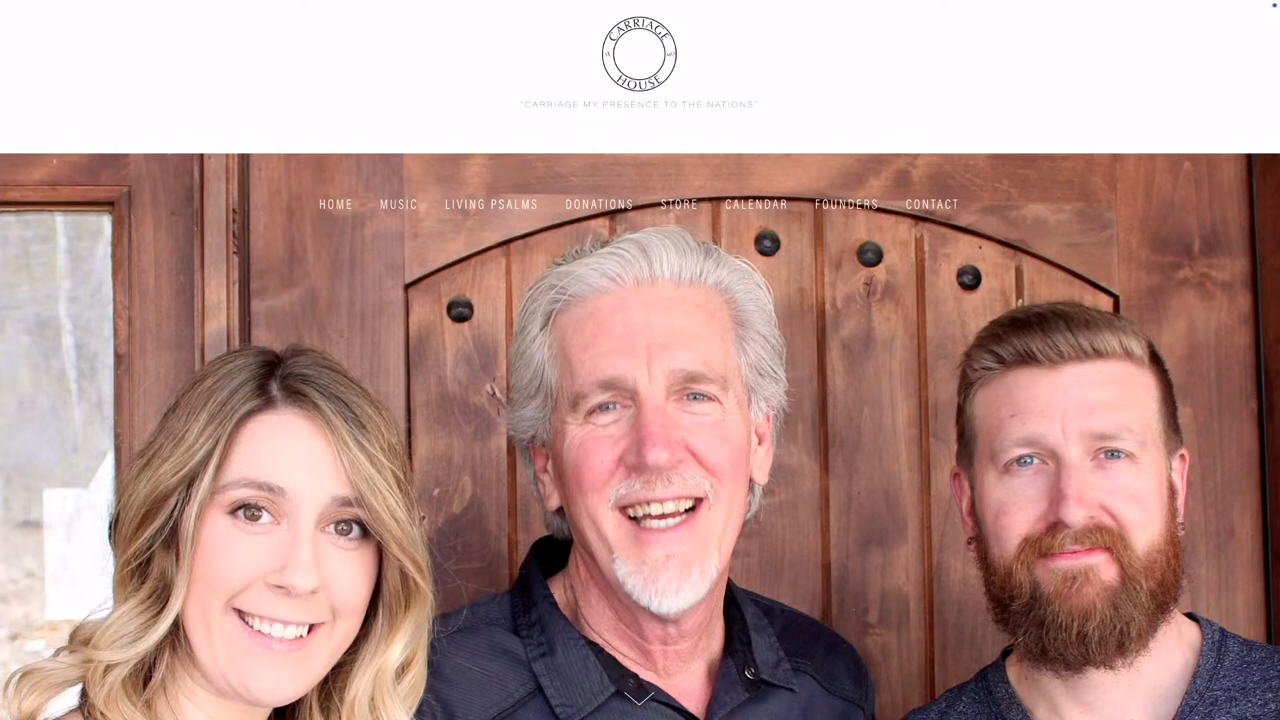 CARRIAGE
HOUSE
"CARRIAGE MY PRESENCE TO THE NATIONS"
HOME MUSIC LIVING PSALMS DONATIONS STORE CALENDAR FOUNDERS CONTACT